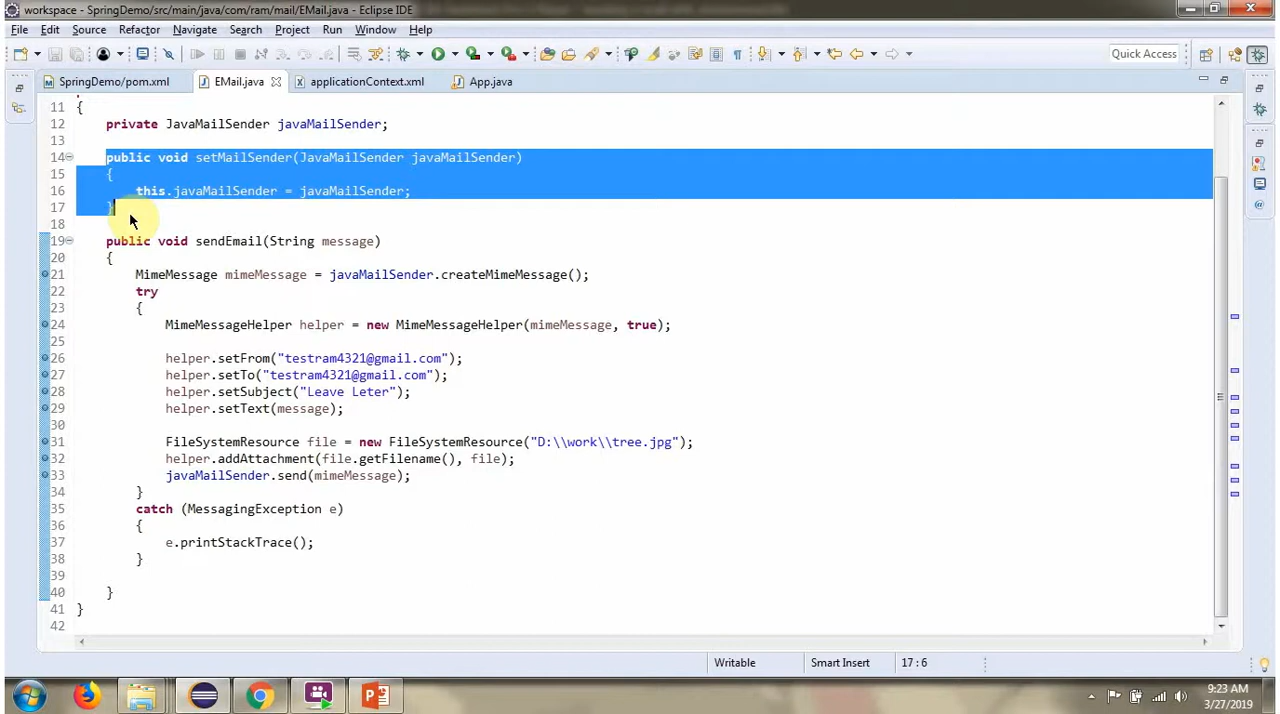 workspace - SpringDemo/src/main/java/com/ram/mail/EMail.java - Eclipse IDE
File Edit Source Refactor Navigate Search Project Run Window Help
Quick Access
SpringDemo/pom.xml EMail.java applicationContext.xml App.java
11 {
12 private JavaMailSender javaMailSender;
13
14 public void setMailSender(JavaMailSender javaMailSender)
15 {
16 this.javaMailSender = javaMailSender;
17 }
18
19 public void sendEmail(String message)
20 {
21 MimeMessage mimeMessage = javaMailSender.createMimeMessage();
22 try
23 {
24 MimeMessageHelper helper = new MimeMessageHelper(mimeMessage, true);
25
26 helper.setFrom("testram4321@gmail.com");
27 helper.setTo("testram4321@gmail.com");
28 helper.setSubject("Leave Leter");
29 helper.setText(message);
30
31 FileSystemResource file = new FileSystemResource("D:\\work\\tree.jpg");
32 helper.addAttachment(file.getFilename(), file);
33 javaMailSender.send(mimeMessage);
34 }
35 catch (MessagingException e)
36 {
37 e.printStackTrace();
38 }
39
40 }
41 }
42
Writable Smart Insert 17 : 6
9:23 AM
3/27/2019